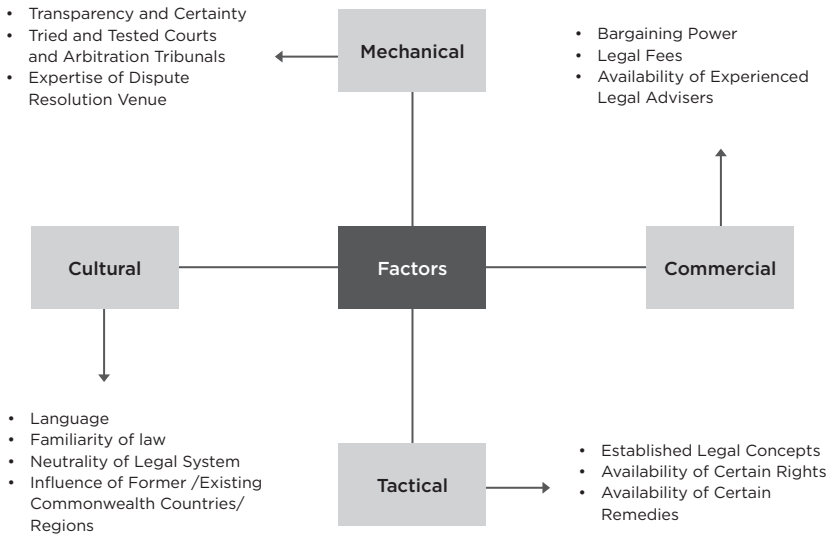 • Transparency and Certainty
• Tried and Tested Courts
and Arbitration Tribunals
• Expertise of Dispute
Resolution Venue
Mechanical
• Bargaining Power
• Legal Fees
• Availability of Experienced
Legal Advisers
Cultural
Factors
Commercial
• Language
• Familiarity of law
• Neutrality of Legal System
• Influence of Former /Existing
Commonwealth Countries/
Regions
Tactical
• Established Legal Concepts
• Availability of Certain Rights
• Availability of Certain
Remedies